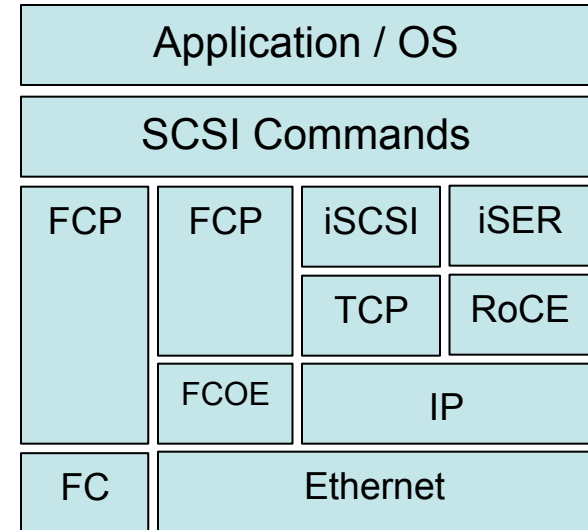 Application / OS
SCSI Commands
FCP FCP iSCSI iSER
TCP RoCE
FCOE IP
FC Ethernet